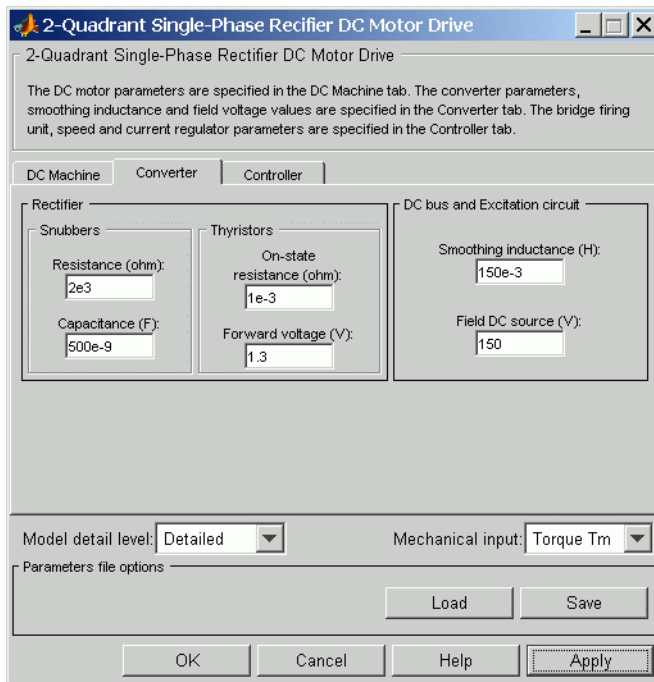 2-Quadrant Single-Phase Recifier DC Motor Drive
2-Quadrant Single-Phase Rectifier DC Motor Drive
The DC motor parameters are specified in the DC Machine tab. The converter parameters,
smoothing inductance and field voltage values are specified in the Converter tab. The bridge firing
unit, speed and current regulator parameters are specified in the Controller tab.
DC Machine
Converter
Controller
Rectifier
Snubbers
Resistance (ohm):
2e3
Capacitance (F):
500e-9
Thyristors
On-state
resistance (ohm):
1e-3
Forward voltage (V):
1.3
DC bus and Excitation circuit
Smoothing inductance (H):
150e-3
Field DC source (V):
150
Model detail level: Detailed
Mechanical input: Torque Tm
Parameters file options
Load
Save
OK
Cancel
Help
Apply